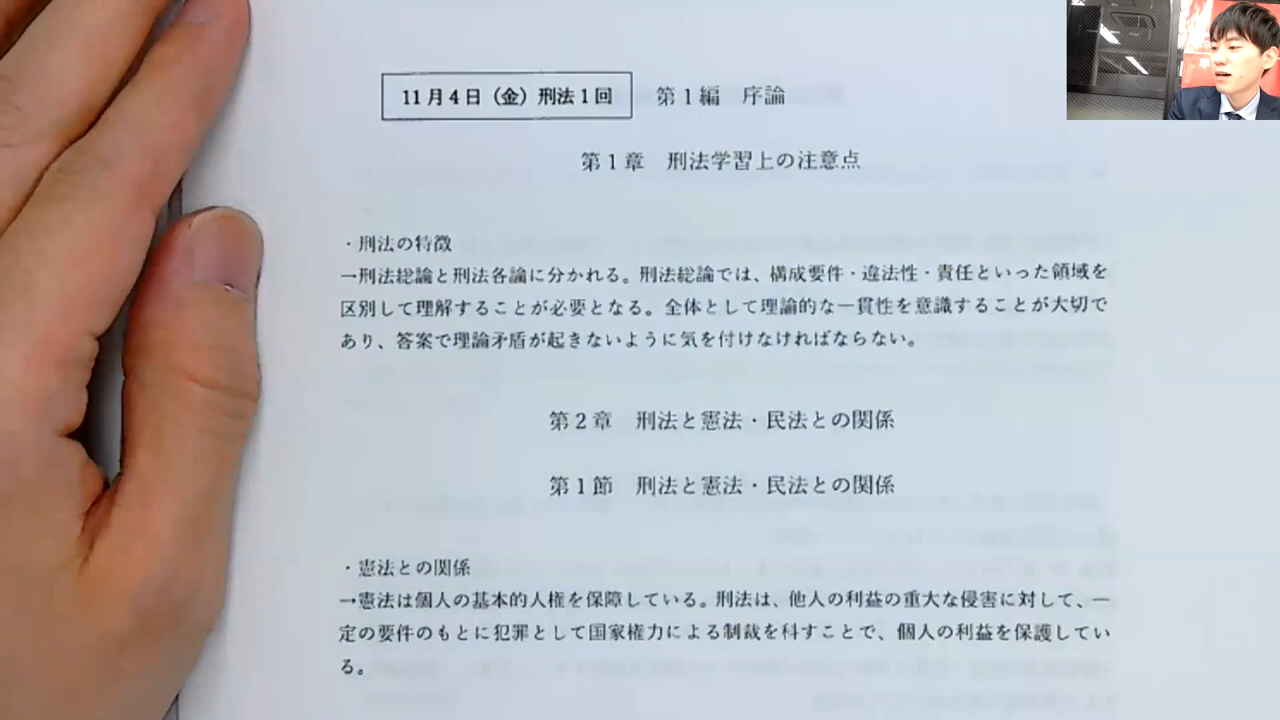 11月4日（金）刑法1回　第1編　序論
第1章　刑法学習上の注意点
・刑法の特徴
→刑法総論と刑法各論に分かれる。刑法総論では、構成要件・違法性・責任といった領域を
区別して理解することが必要となる。全体として理論的な一貫性を意識することが大切で
あり、答案で理論矛盾が起きないように気を付けなければならない。
第2章　刑法と憲法・民法との関係
第1節　刑法と憲法・民法との関係
・憲法との関係
→憲法は個人の基本的人権を保障している。刑法は、他人の利益の重大な侵害に対して、一
定の要件のもとに犯罪として国家権力による制裁を科すことで、個人の利益を保護してい
る。